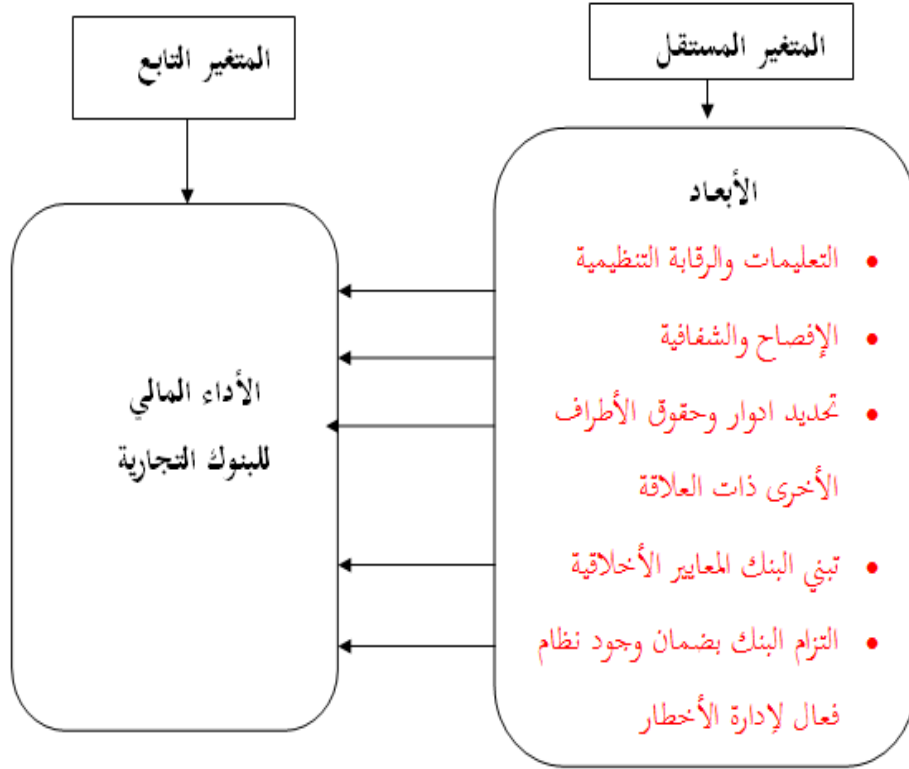 المتغير المستقل
المتغير التابع
الأبعاد
• التعليمات والرقابة التنظيمية
• الإفصاح والشفافية
• تحديد ادوار وحقوق الأطراف
الأخرى ذات العلاقة
• تبني البنك المعايير الأخلاقية
• التزام البنك بضمان وجود نظام
فعال لإدارة الأخطار
الأداء المالي
للبنوك التجارية